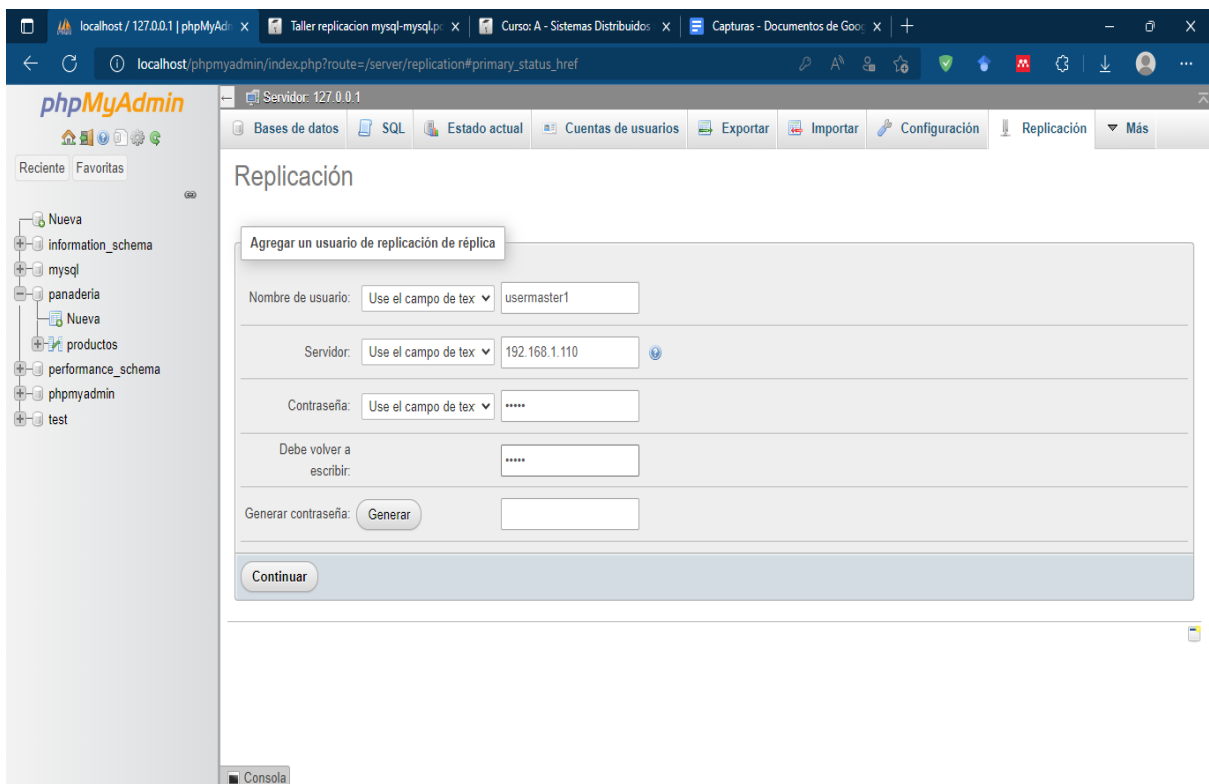 localhost / 127.0.0.1 | phpMyAdm
Taller replicacion mysql-mysql.pd
Curso: A - Sistemas Distribuidos
Capturas - Documentos de Goog
localhost/phpmyadmin/index.php?route=/server/replication#primary_status_href
phpMyAdmin
Reciente Favoritas
Nueva
information_schema
mysql
panaderia
Nueva
productos
performance_schema
phpmyadmin
test
Servidor: 127.0.0.1
Bases de datos SQL Estado actual Cuentas de usuarios Exportar Importar Configuración Replicación Más
Replicación
Agregar un usuario de replicación de réplica
Nombre de usuario: Use el campo de tex usermaster1
Servidor: Use el campo de tex 192.168.1.110
Contraseña: Use el campo de tex •••••
Debe volver a
escribir: •••••
Generar contraseña: Generar
Continuar
Consola